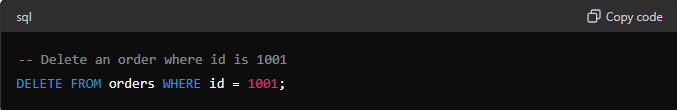 sql
Copy code
-- Delete an order where id is 1001
DELETE FROM orders WHERE id = 1001;